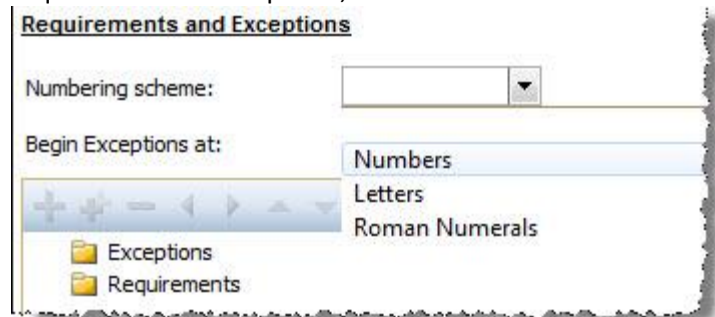 Requirements and Exceptions
Numbering scheme:
Begin Exceptions at:
Numbers
Letters
Roman Numerals
Exceptions
Requirements